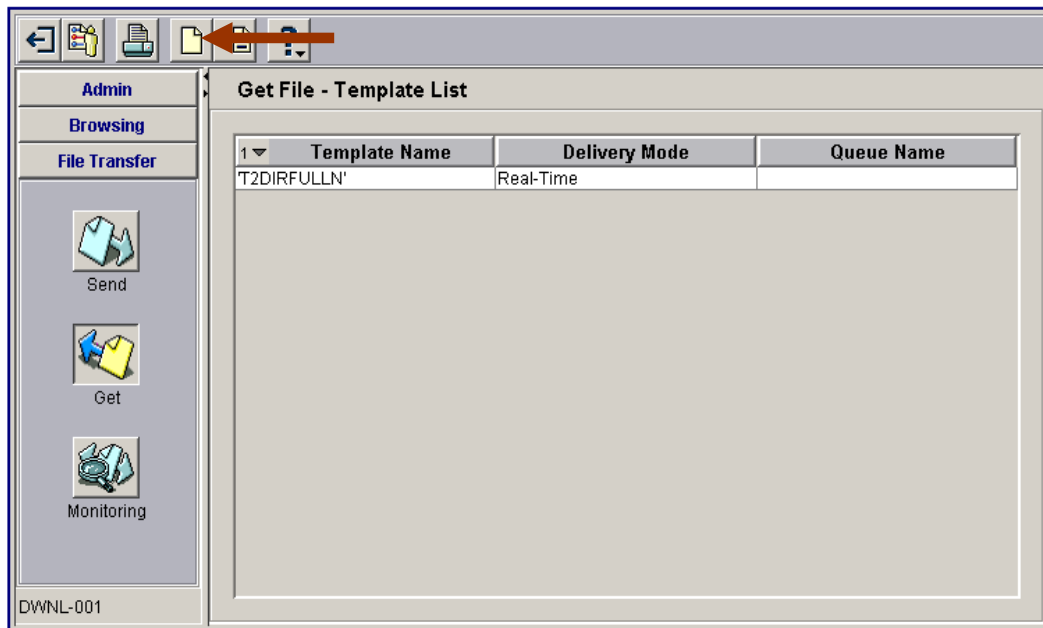 Admin
Browsing
File Transfer
Send
Get
Monitoring
DWNL-001
Get File - Template List
1 Template Name Delivery Mode Queue Name
'T2DIRFULLN' Real-Time